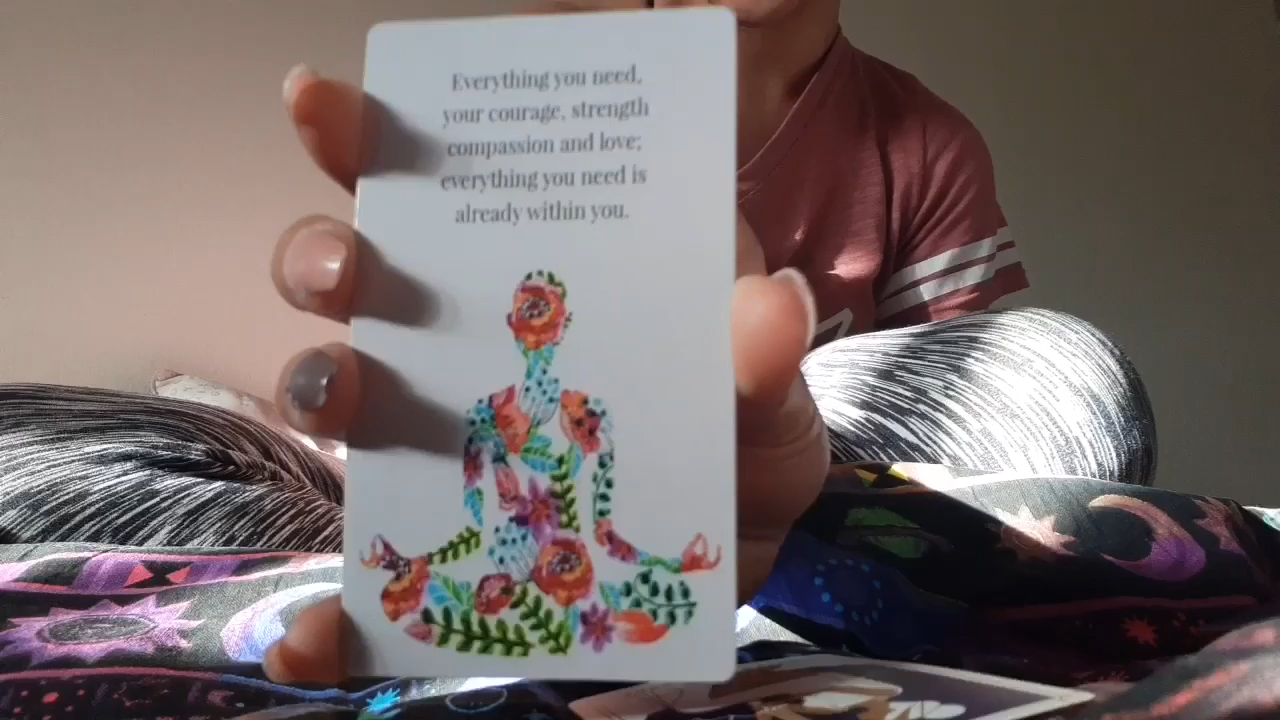 Everything you need,
your courage, strength
compassion and love;
everything you need is
already within you.